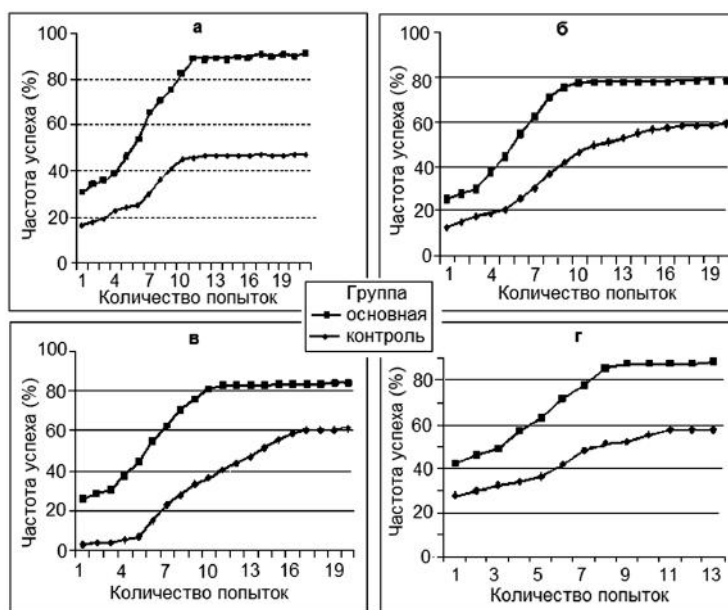 а
Частота успеха (%)
100
80
60
40
20
0
1 4 7 10 13 16 19
Количество попыток
б
Частота успеха (%)
100
80
60
40
20
0
1 4 7 10 13 16 19
Количество попыток
Группа
основная
контроль
в
Частота успеха (%)
100
80
60
40
20
0
1 4 7 10 13 16 19
Количество попыток
г
Частота успеха (%)
80
60
40
20
0
1 3 5 7 9 11 13
Количество попыток